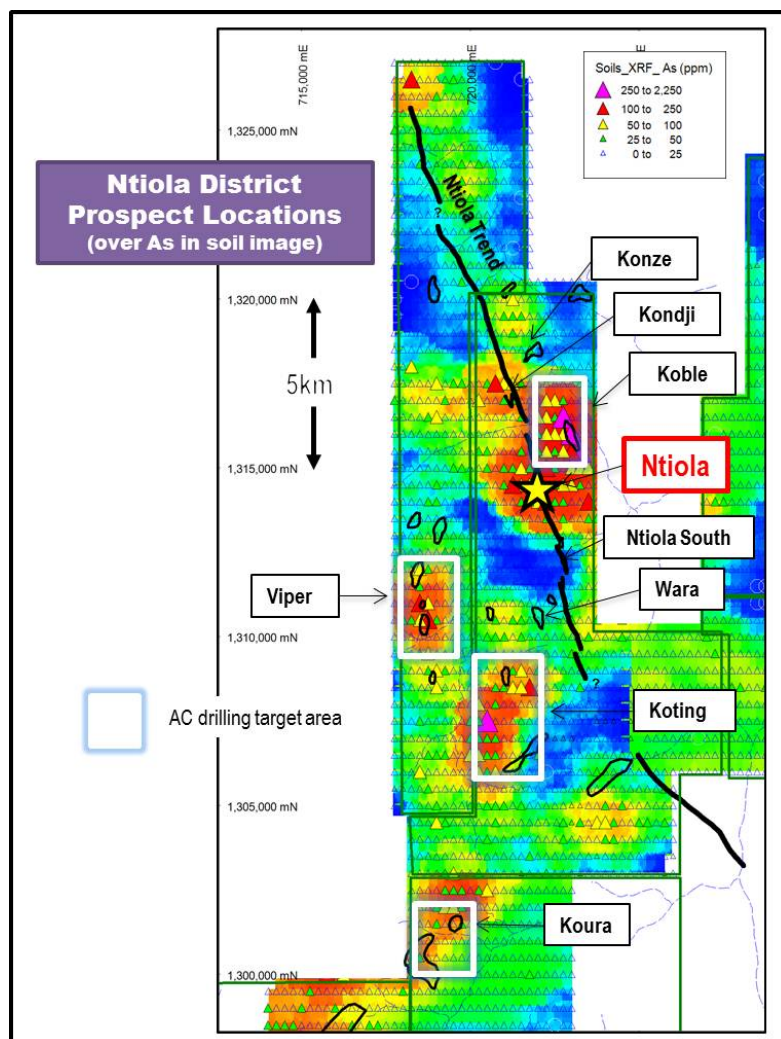 715,000 mE
720,000 mE
Soils_XRF_ As (ppm)
250 to 2,250
100 to 250
50 to 100
25 to 50
0 to 25
1,325,000 mN
Ntiola District
Prospect Locations
(over As in soil image)
Ntiola Trend
?
Konze
1,320,000 mN
Kondji
5km
Koble
1,315,000 mN
Ntiola
Ntiola South
Viper
Wara
1,310,000 mN
?
Koting
AC drilling target area
1,305,000 mN
Koura
1,300,000 mN